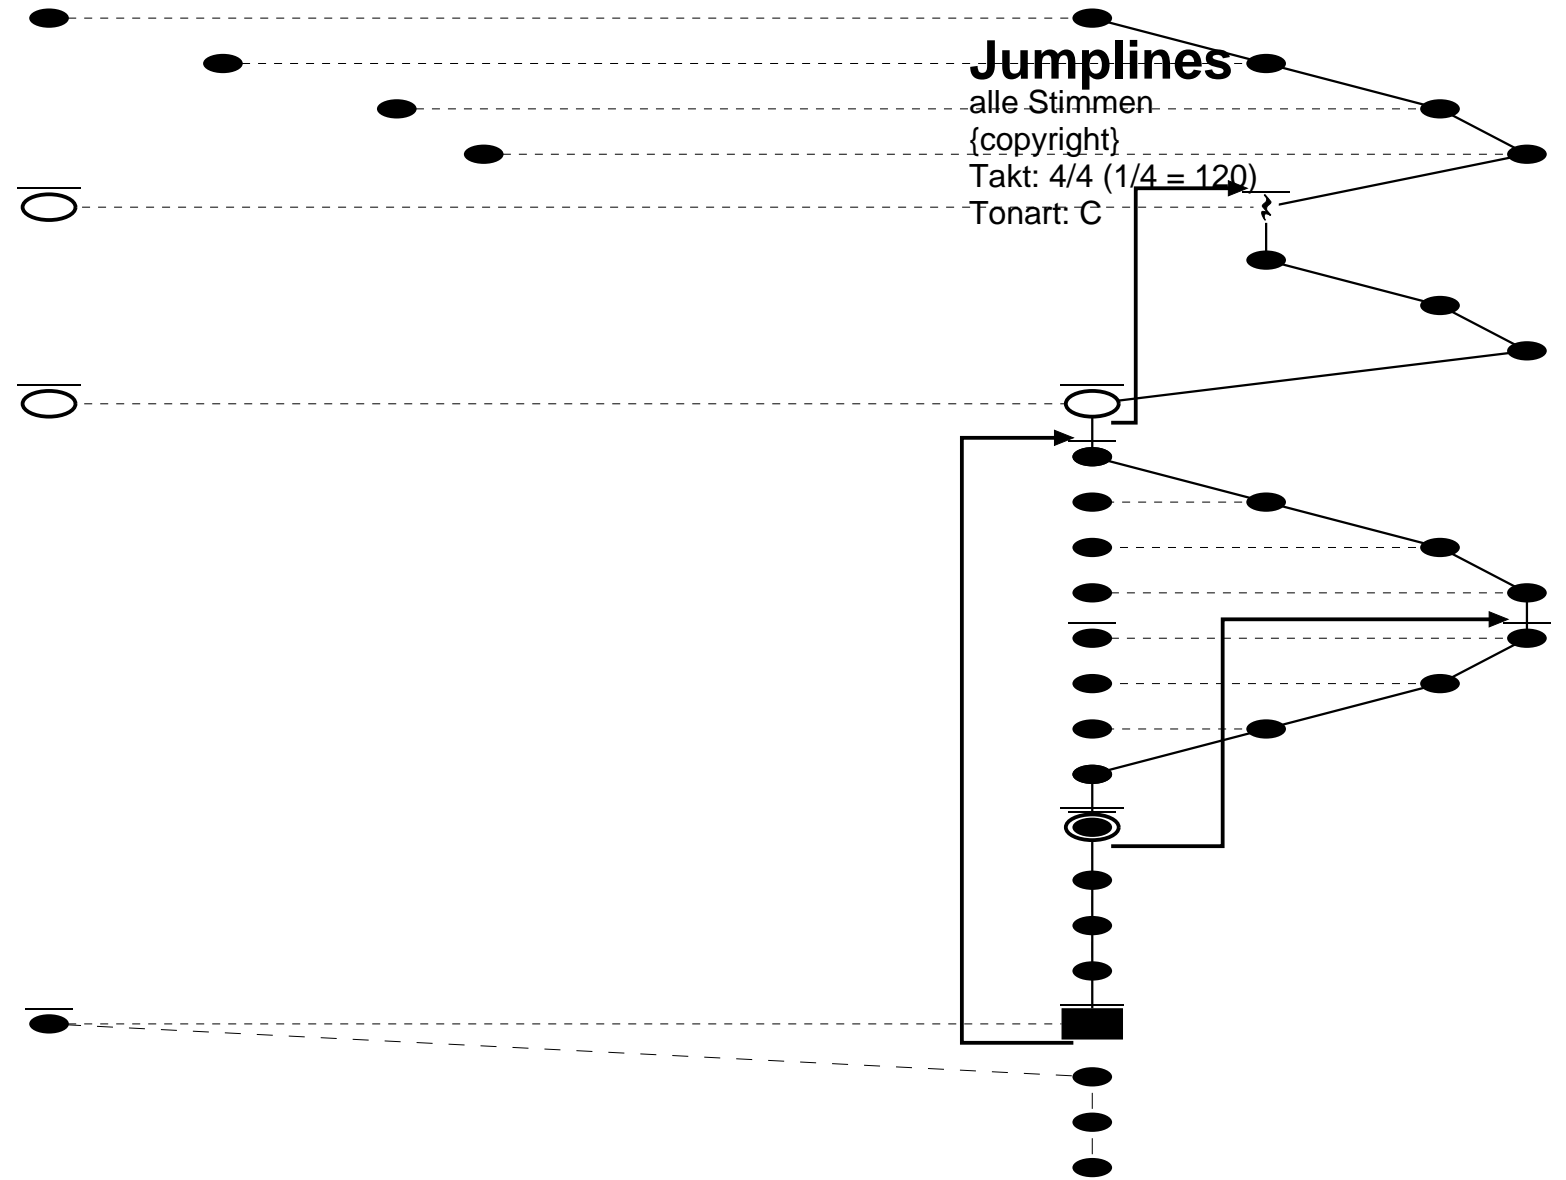 Jumplines
alle Stimmen
{copyright}
Takt: 4/4 (1/4 = 120)
Tonart: C